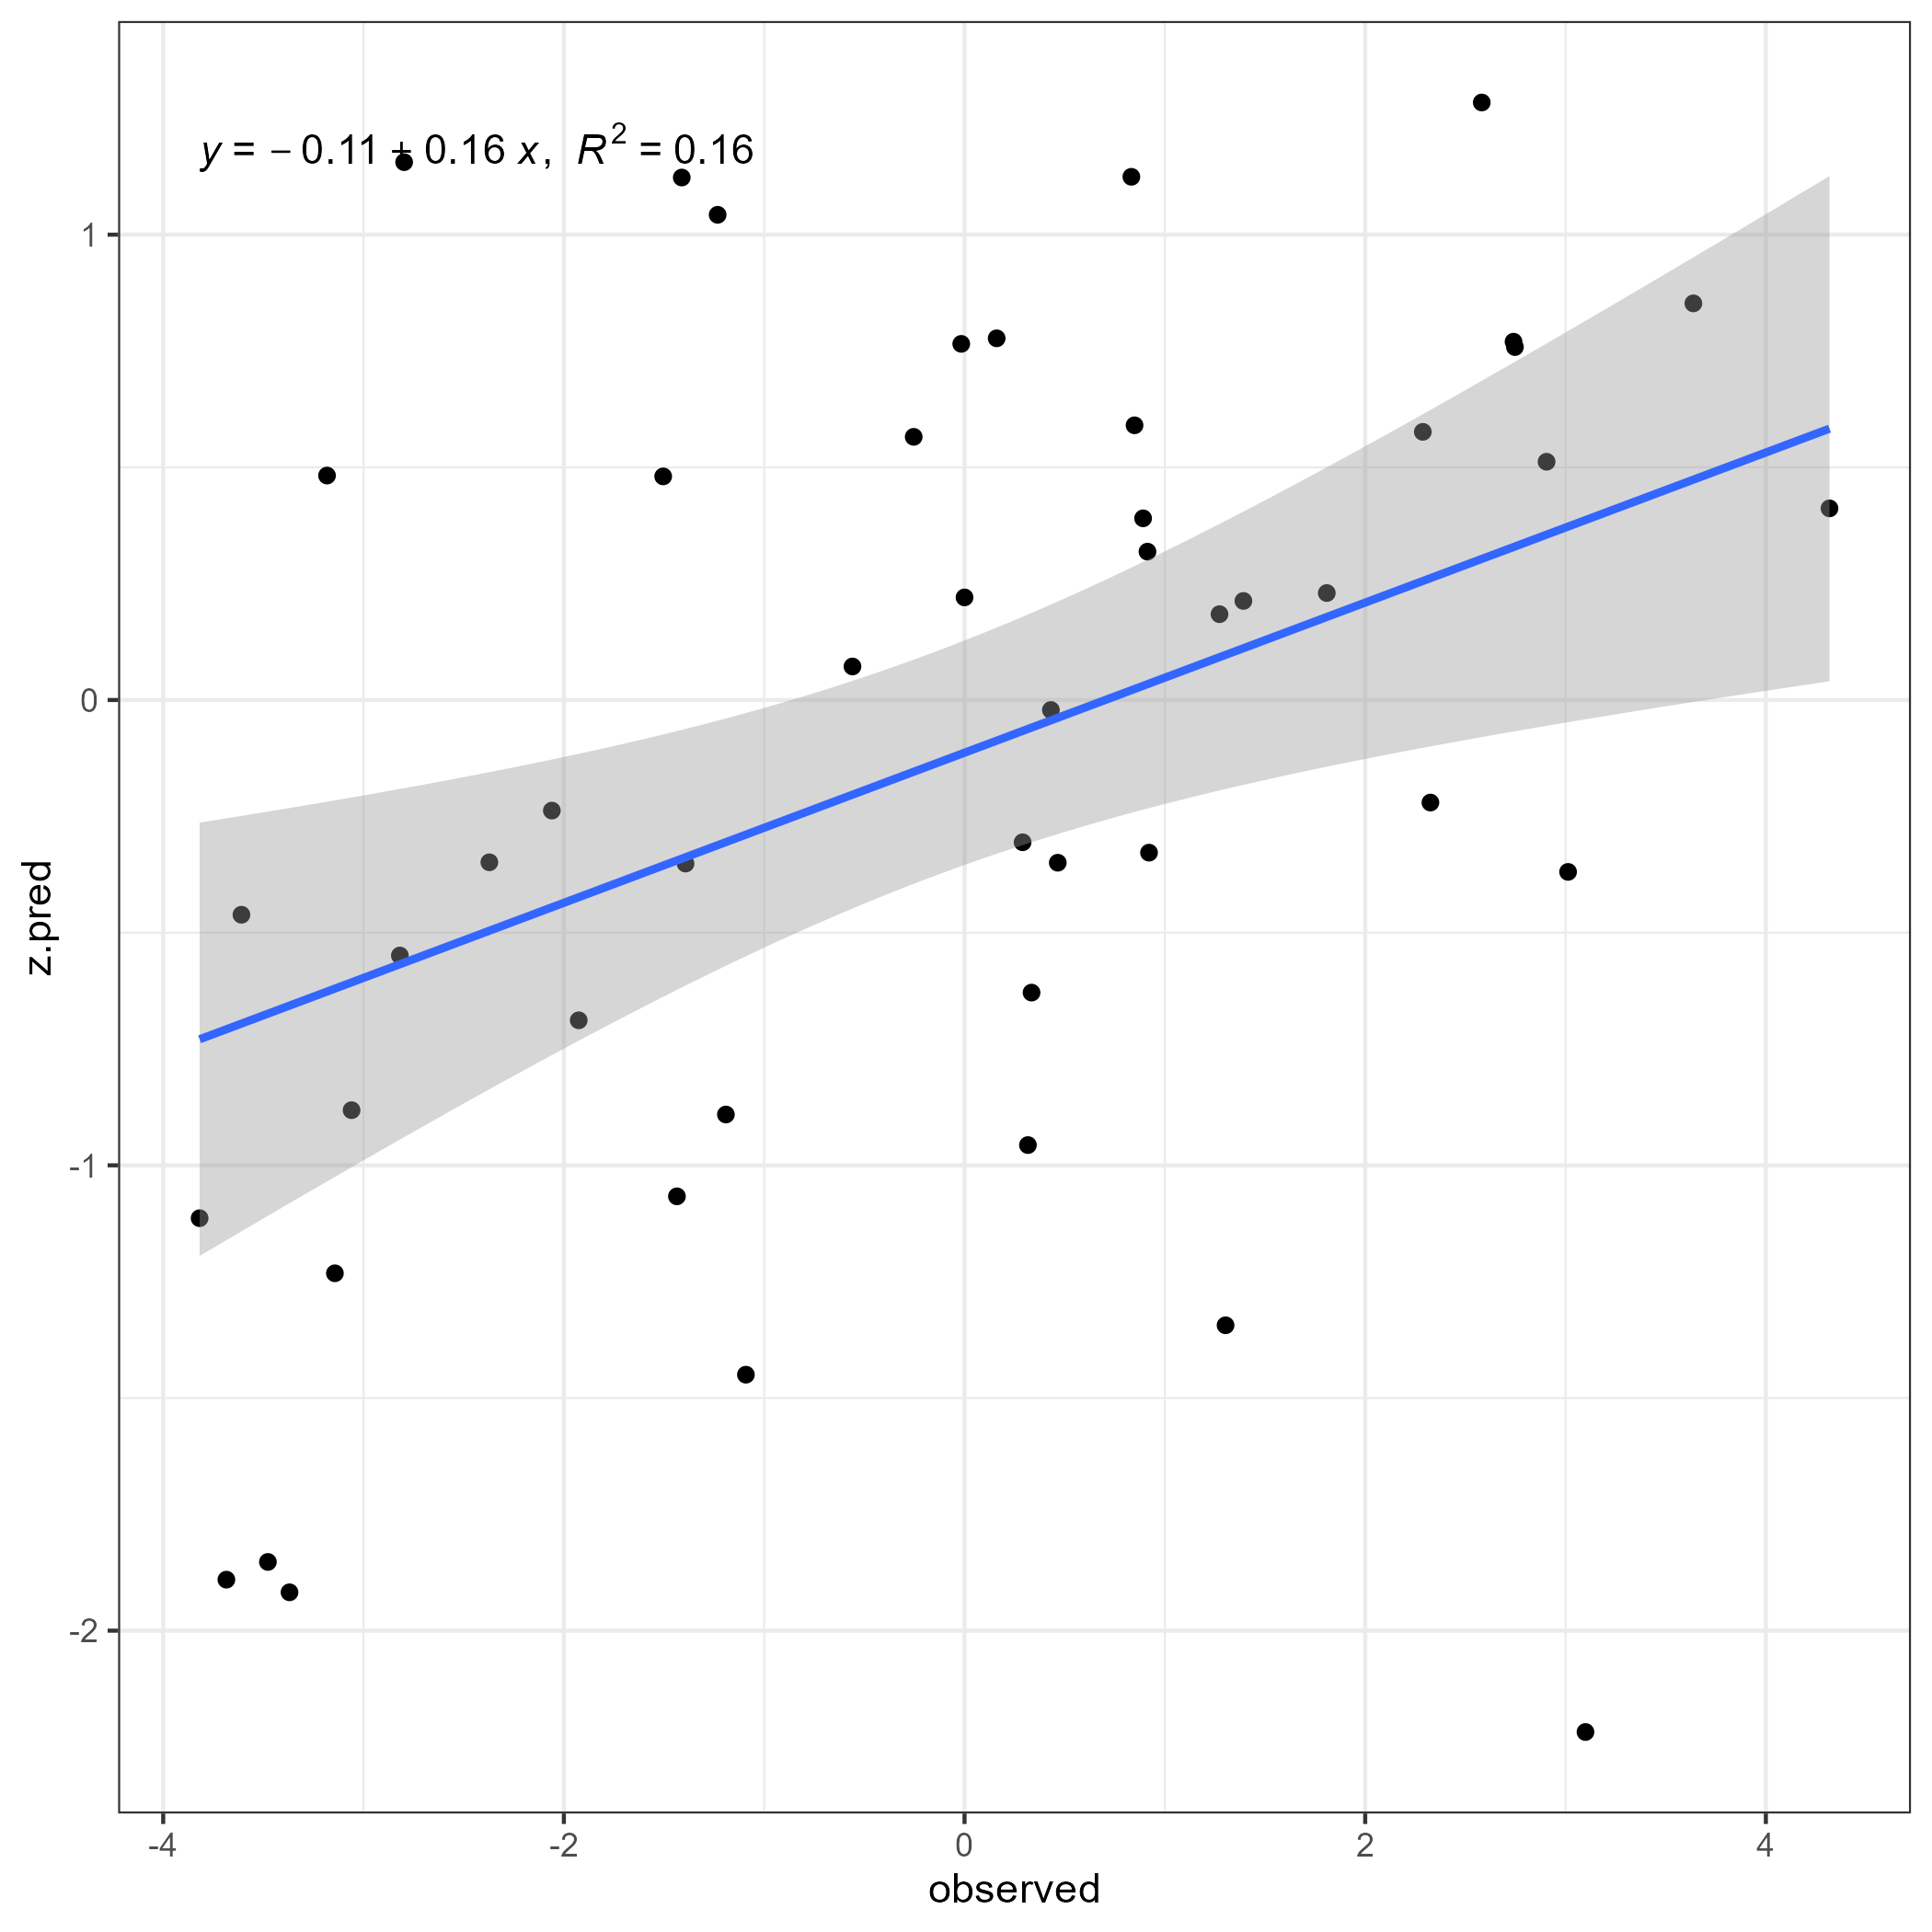 y = − 0.11 + 0.16 x, R² = 0.16
1
0
-1
-2
z.pred
-4 -2 0 2 4
observed